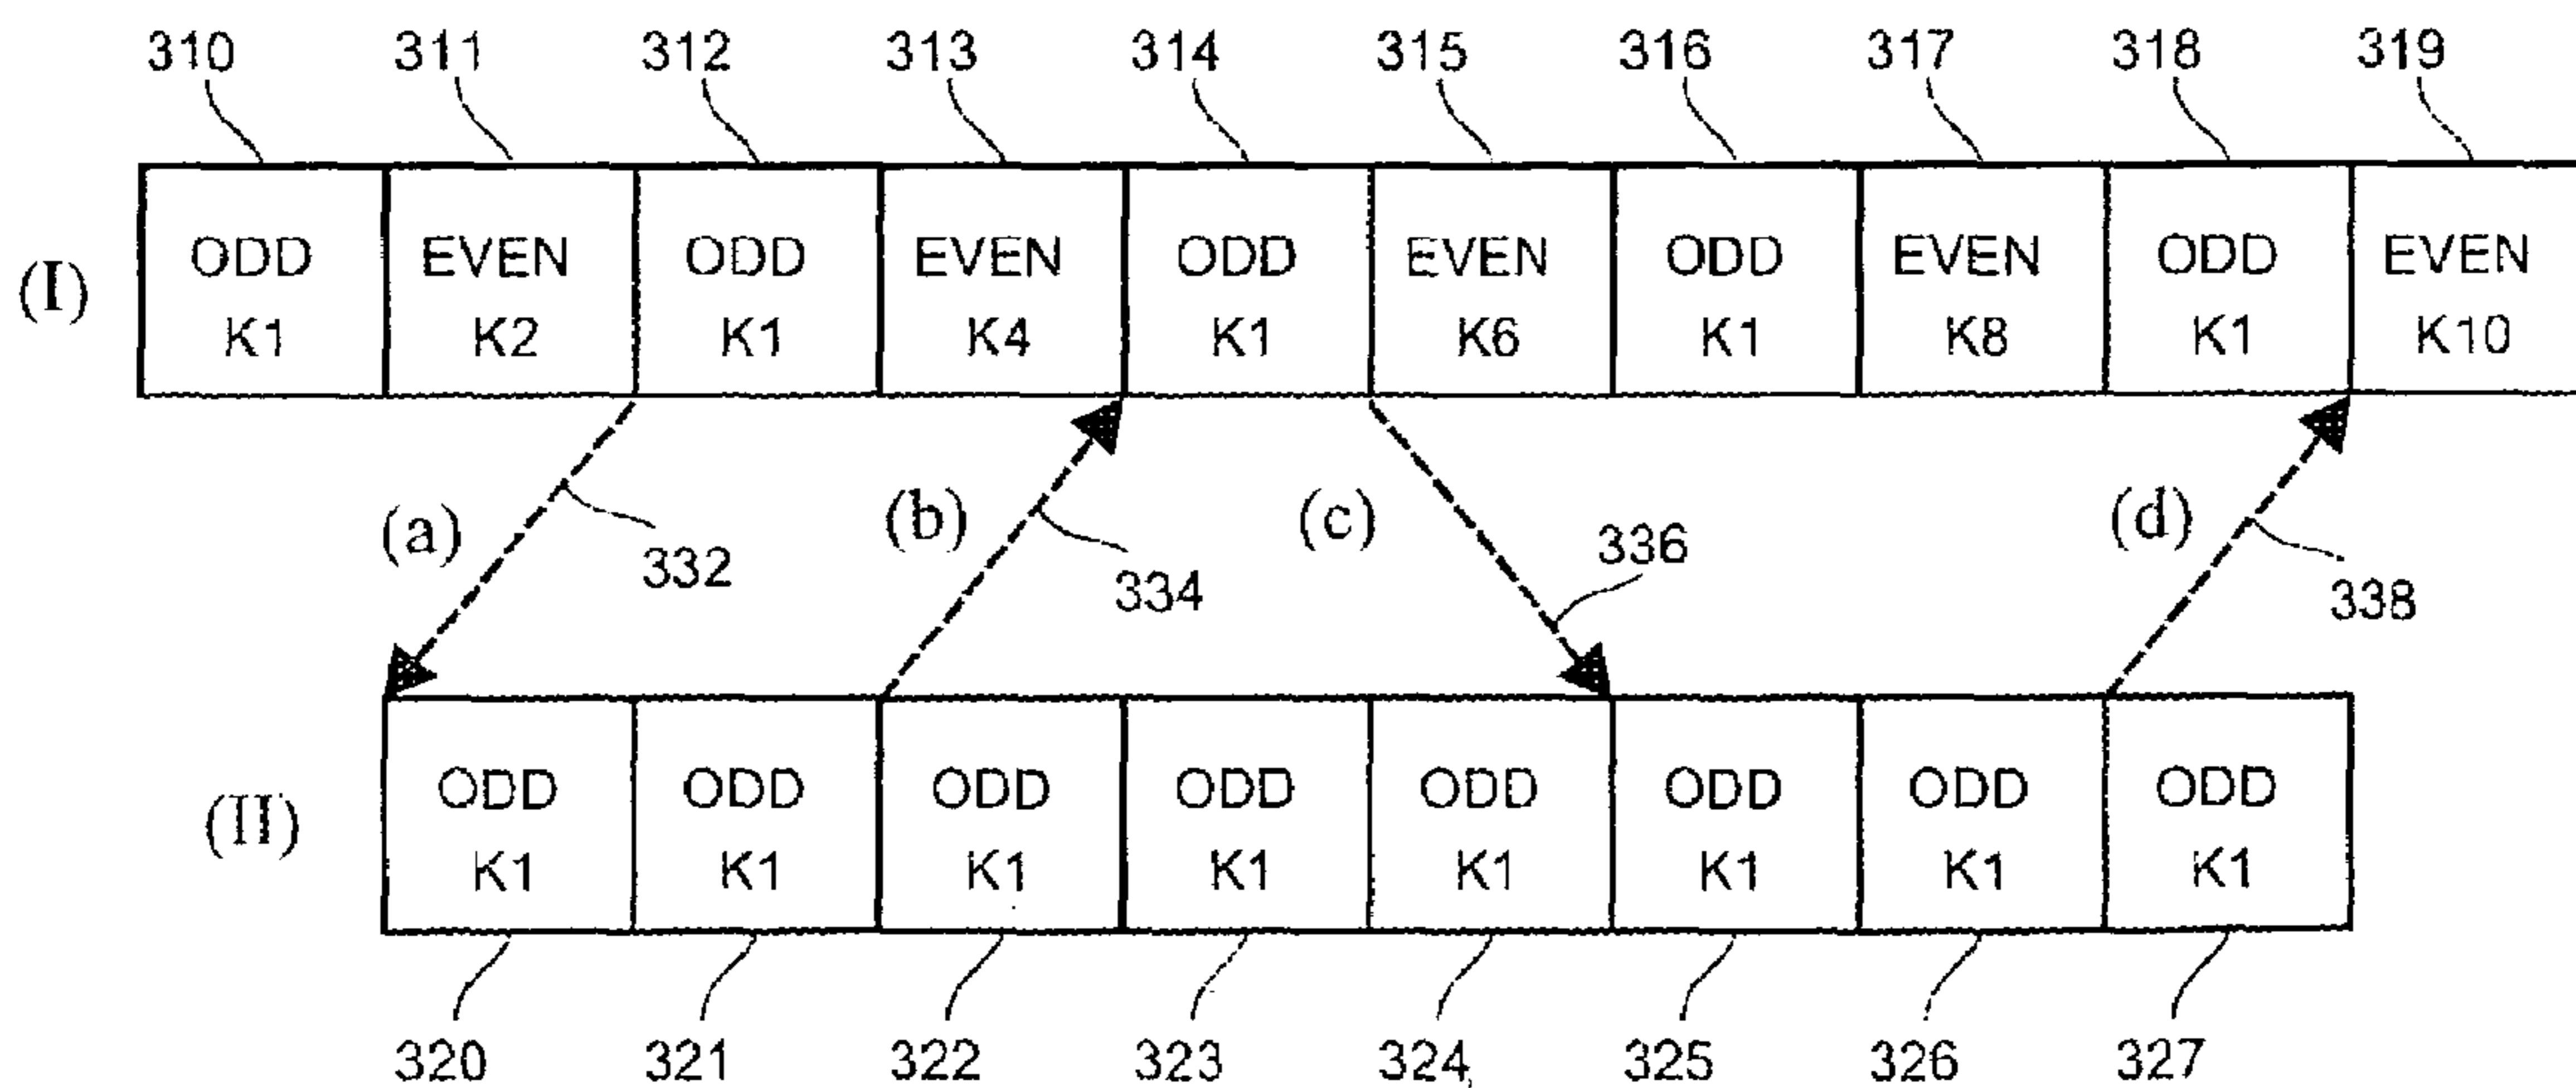 310 311 312 313 314 315 316 317 318 319
(I) ODD EVEN ODD EVEN ODD EVEN ODD EVEN ODD EVEN
K1 K2 K1 K4 K1 K6 K1 K8 K1 K10
(a) (b) (c) (d)
332 334 336 338
(II) ODD ODD ODD ODD ODD ODD ODD ODD
K1 K1 K1 K1 K1 K1 K1 K1
320 321 322 323 324 325 326 327